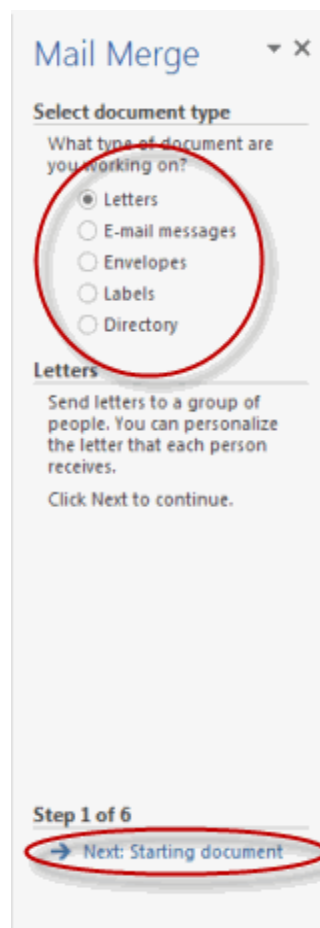 Mail Merge
Select document type
What type of document are
you working on?
Letters
E-mail messages
Envelopes
Labels
Directory
Letters
Send letters to a group of
people. You can personalize
the letter that each person
receives.
Click Next to continue.
Step 1 of 6
Next: Starting document